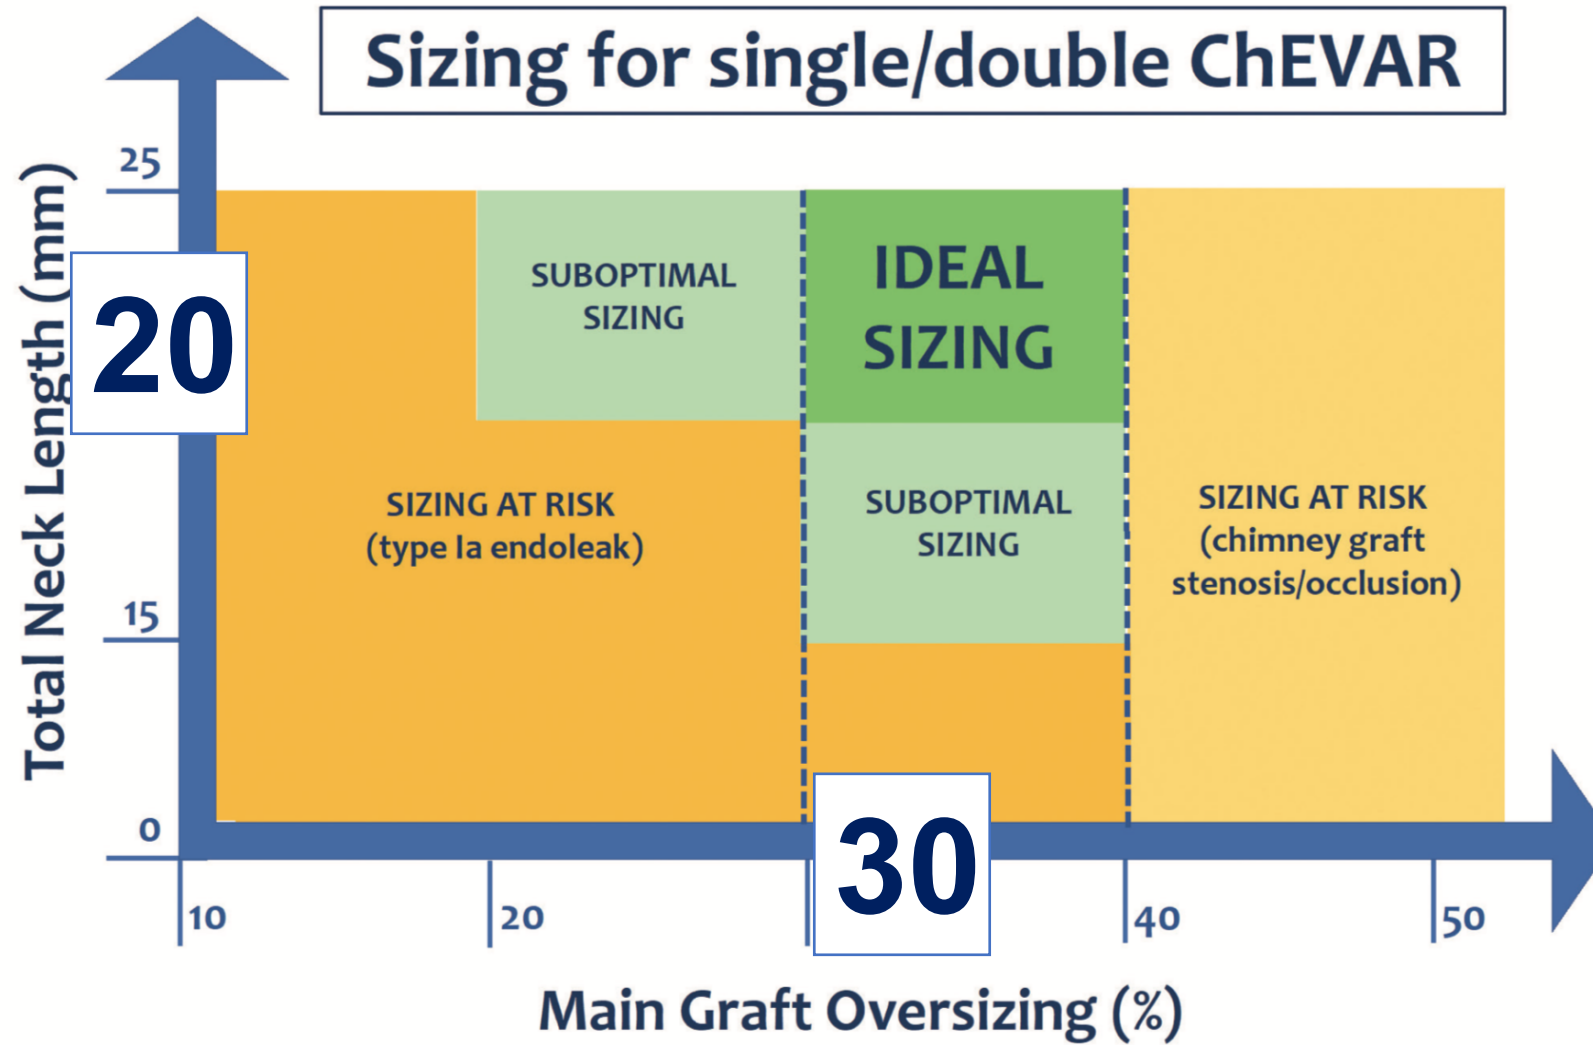 Sizing for single/double ChEVAR
Total Neck Length (mm)
25
20
15
0
SUBOPTIMAL
SIZING
IDEAL
SIZING
SIZING AT RISK
(type Ia endoleak)
SUBOPTIMAL
SIZING
SIZING AT RISK
(chimney graft
stenosis/occlusion)
10
20
30
40
50
Main Graft Oversizing (%)